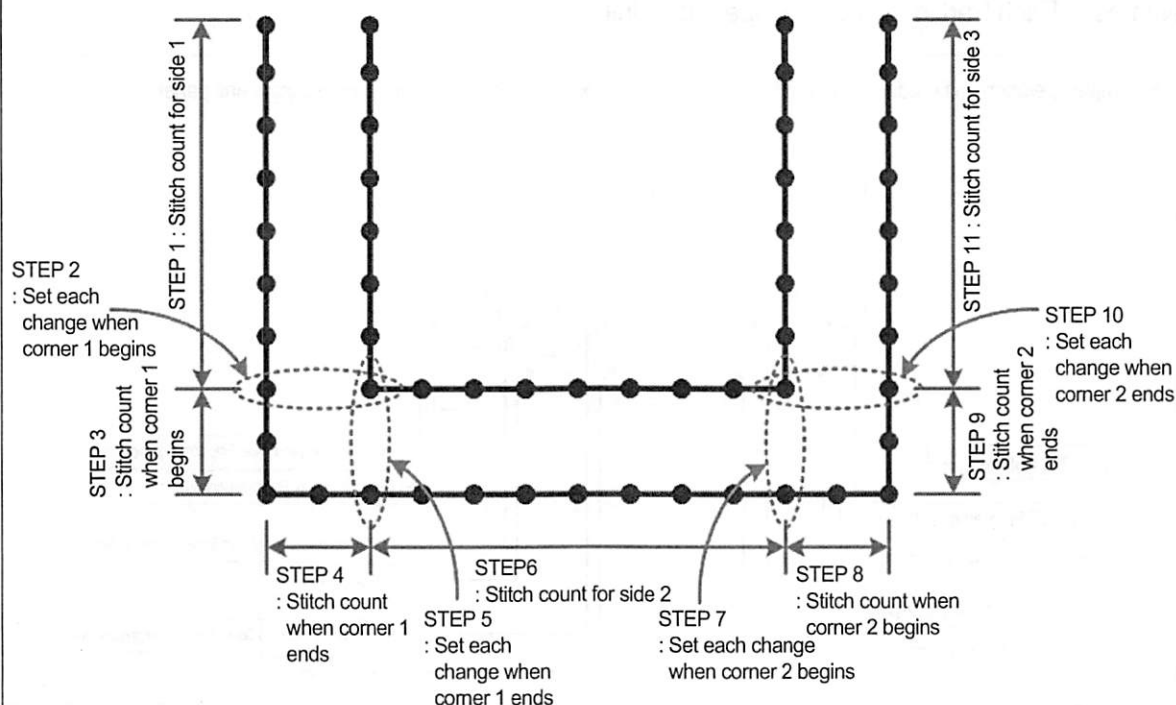 STEP 1 : Stitch count for side 1
STEP 2
: Set each
change when
corner 1 begins
STEP 3
: Stitch count
when corner 1
begins
STEP 4
: Stitch count
when corner 1
ends
STEP 5
: Set each
change when
corner 1 ends
STEP6
: Stitch count for side 2
STEP 7
: Set each change
when corner 2 begins
STEP 8
: Stitch count when
corner 2 begins
STEP 9
: Stitch count
when corner 2
ends
STEP 10
: Set each
change when
corner 2 ends
STEP 11 : Stitch count for side 3